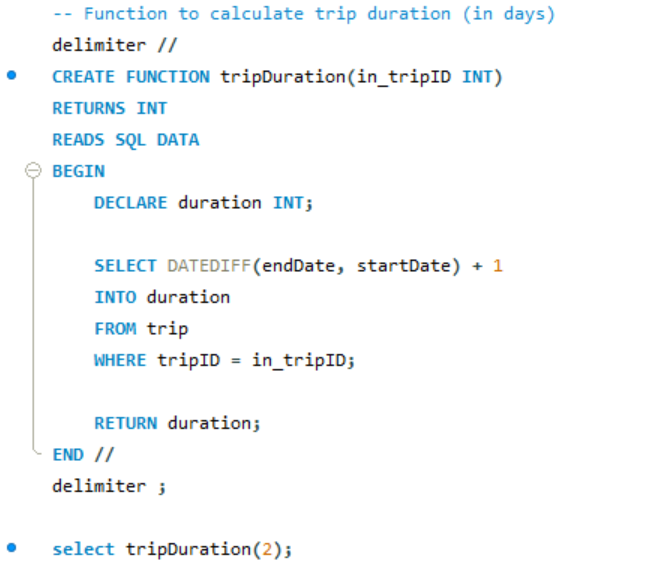 -- Function to calculate trip duration (in days)
delimiter //
CREATE FUNCTION tripDuration(in_tripID INT)
RETURNS INT
READS SQL DATA
BEGIN
DECLARE duration INT;
SELECT DATEDIFF(endDate, startDate) + 1
INTO duration
FROM trip
WHERE tripID = in_tripID;
RETURN duration;
END //
delimiter ;
select tripDuration(2);